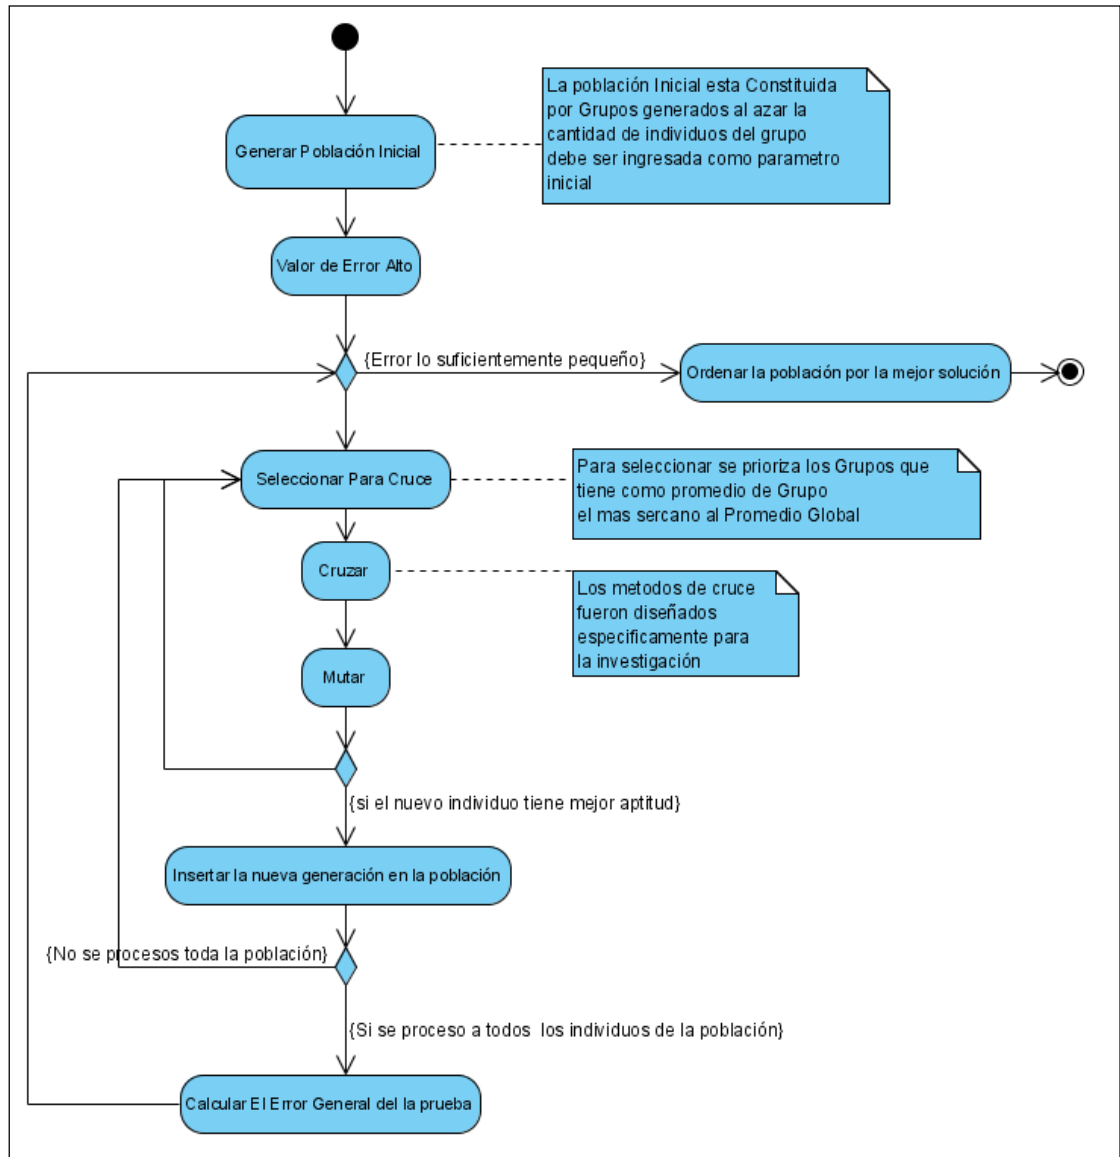 La población Inicial esta Constituida
por Grupos generados al azar la
cantidad de individuos del grupo
debe ser ingresada como parametro
inicial
Generar Población Inicial
Valor de Error Alto
{Error lo suficientemente pequeño}
Ordenar la población por la mejor solución
Seleccionar Para Cruce
Para seleccionar se prioriza los Grupos que
tiene como promedio de Grupo
el mas sercano al Promedio Global
Cruzar
Los metodos de cruce
fueron diseñados
especificamente para
la investigación
Mutar
{si el nuevo individuo tiene mejor aptitud}
Insertar la nueva generación en la población
{No se procesos toda la población}
{Si se proceso a todos  los individuos de la población}
Calcular El Error General del la prueba